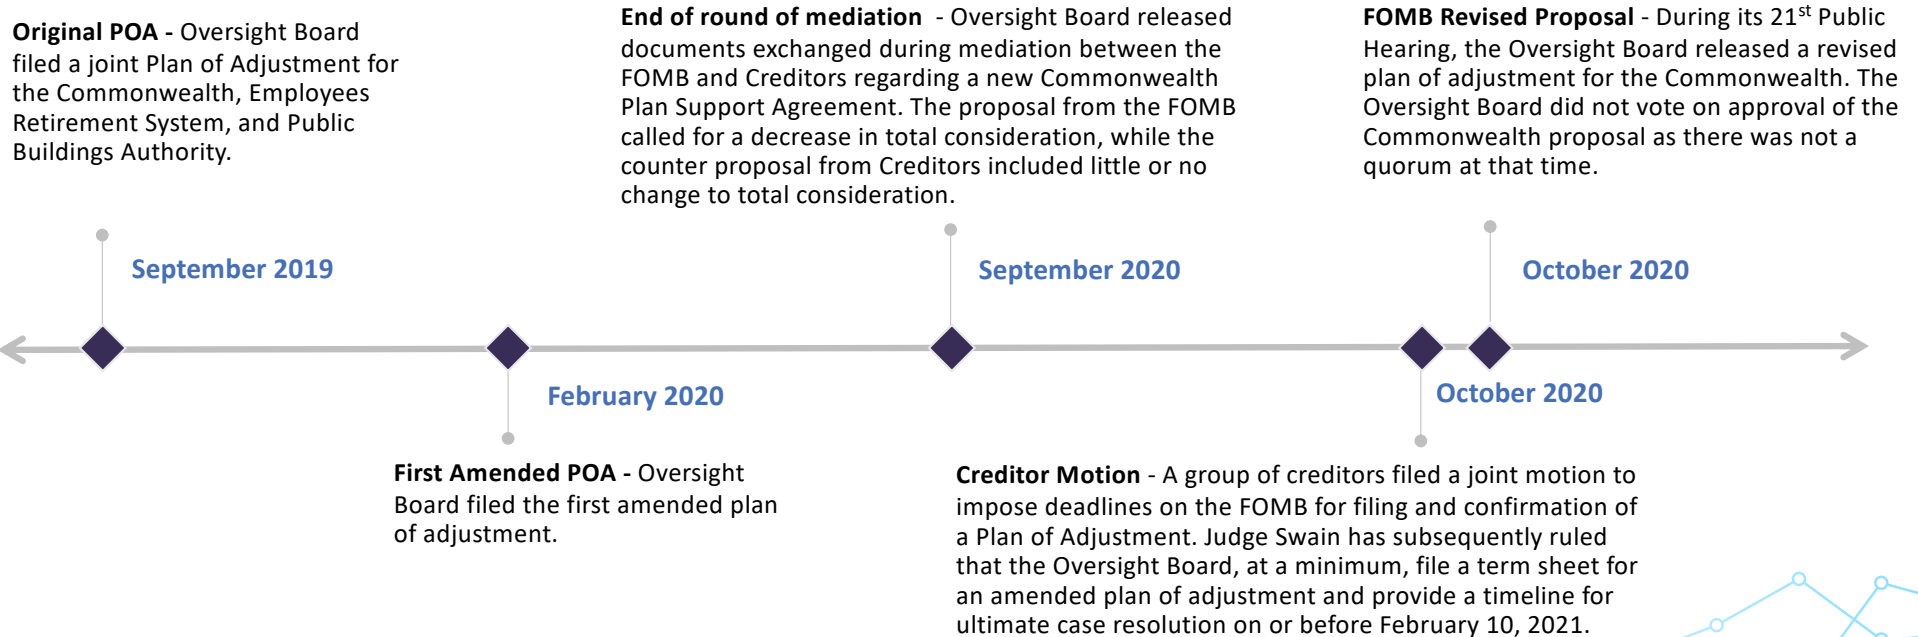 Original POA - Oversight Board
filed a joint Plan of Adjustment for
the Commonwealth, Employees
Retirement System, and Public
Buildings Authority.
End of round of mediation - Oversight Board released
documents exchanged during mediation between the
FOMB and Creditors regarding a new Commonwealth
Plan Support Agreement. The proposal from the FOMB
called for a decrease in total consideration, while the
counter proposal from Creditors included little or no
change to total consideration.
FOMB Revised Proposal - During its 21st Public
Hearing, the Oversight Board released a revised
plan of adjustment for the Commonwealth. The
Oversight Board did not vote on approval of the
Commonwealth proposal as there was not a
quorum at that time.
September 2019
September 2020
October 2020
February 2020
October 2020
First Amended POA - Oversight
Board filed the first amended plan
of adjustment.
Creditor Motion - A group of creditors filed a joint motion to
impose deadlines on the FOMB for filing and confirmation of
a Plan of Adjustment. Judge Swain has subsequently ruled
that the Oversight Board, at a minimum, file a term sheet for
an amended plan of adjustment and provide a timeline for
ultimate case resolution on or before February 10, 2021.